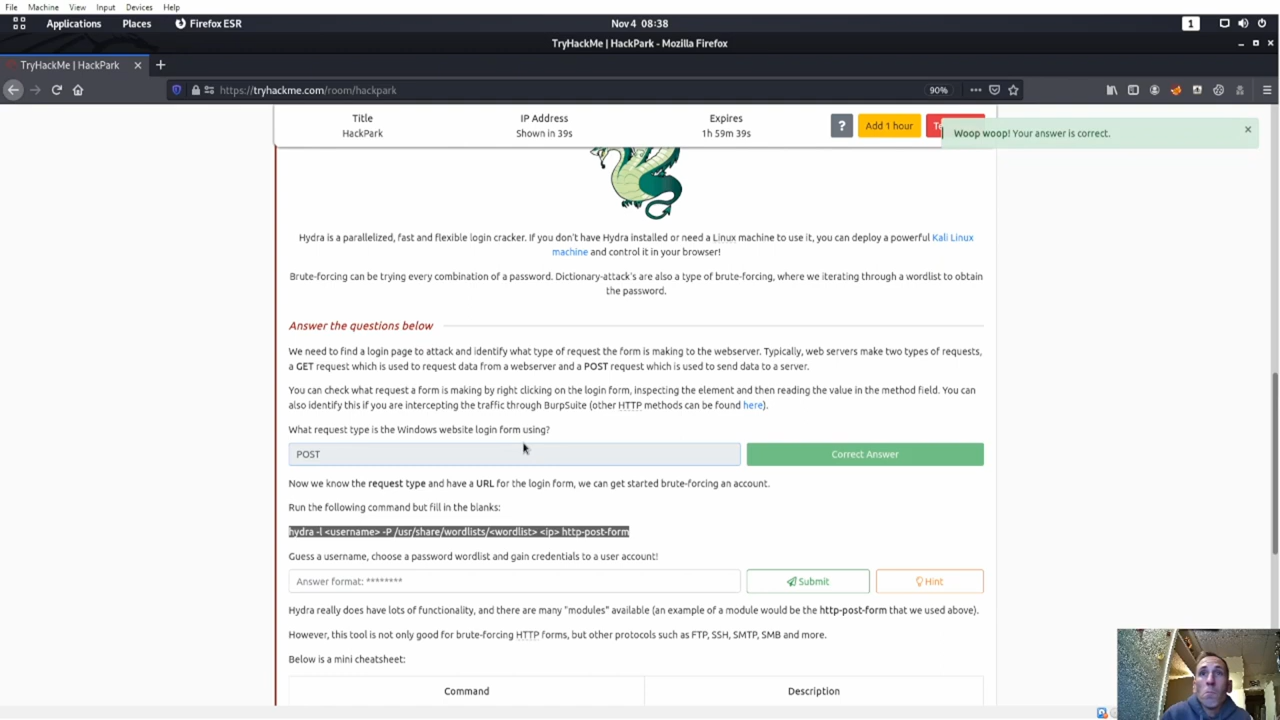 File Machine View Input Devices Help
Applications Places Firefox ESR Nov 4 08:38 1
TryHackMe | HackPark - Mozilla Firefox
TryHackMe | HackPark × +
https://tryhackme.com/room/hackpark 90%
Title IP Address Expires
HackPark Shown in 39s 1h 59m 39s
? Add 1 hour
Woop woop! Your answer is correct. ×
Hydra is a parallelized, fast and flexible login cracker. If you don't have Hydra installed or need a Linux machine to use it, you can deploy a powerful Kali Linux
machine and control it in your browser!
Brute-forcing can be trying every combination of a password. Dictionary-attack's are also a type of brute-forcing, where we iterating through a wordlist to obtain
the password.
Answer the questions below
We need to find a login page to attack and identify what type of request the form is making to the webserver. Typically, web servers make two types of requests,
a GET request which is used to request data from a webserver and a POST request which is used to send data to a server.
You can check what request a form is making by right clicking on the login form, inspecting the element and then reading the value in the method field. You can
also identify this if you are intercepting the traffic through BurpSuite (other HTTP methods can be found here).
What request type is the Windows website login form using?
POST Correct Answer
Now we know the request type and have a URL for the login form, we can get started brute-forcing an account.
Run the following command but fill in the blanks:
hydra -l <username> -P /usr/share/wordlists/<wordlist> <ip> http-post-form
Guess a username, choose a password wordlist and gain credentials to a user account!
Answer format: ******** Submit Hint
Hydra really does have lots of functionality, and there are many "modules" available (an example of a module would be the http-post-form that we used above).
However, this tool is not only good for brute-forcing HTTP forms, but other protocols such as FTP, SSH, SMTP, SMB and more.
Below is a mini cheatsheet:
Command Description